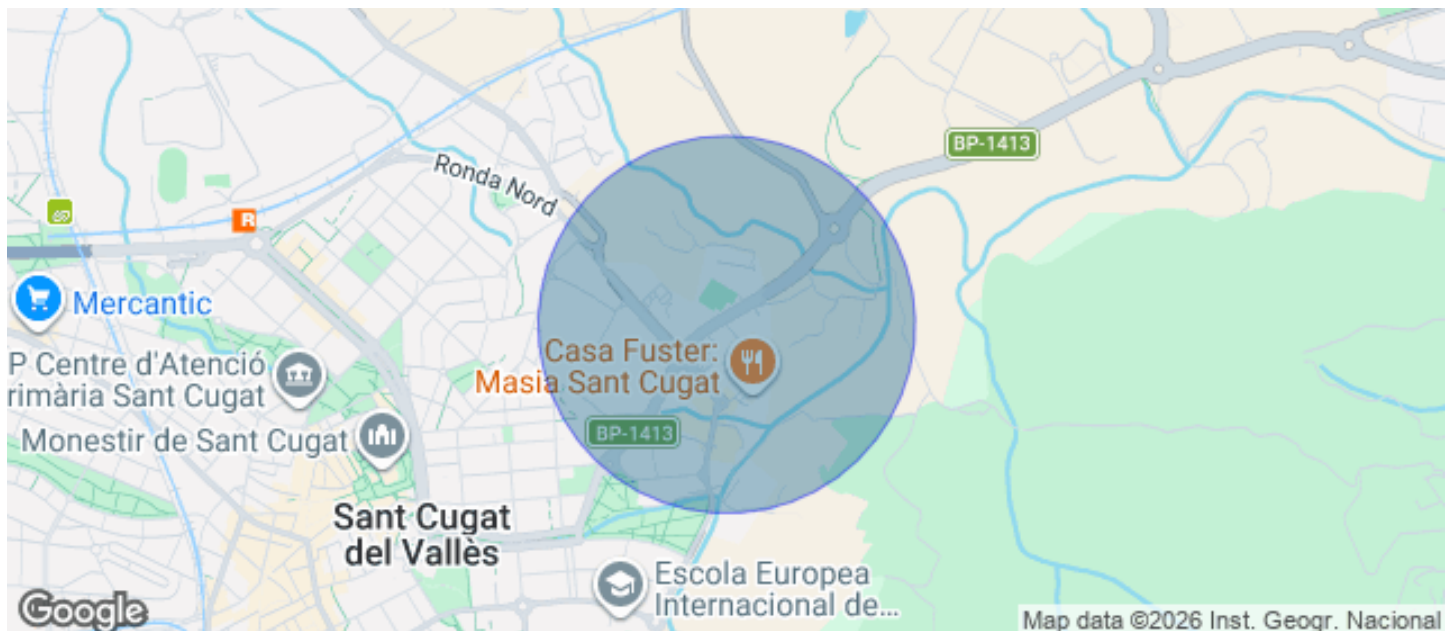 BP-1413
Ronda Nord
R
Mercantic
P Centre d'Atenció
rimària Sant Cugat
Casa Fuster:
Masia Sant Cugat
BP-1413
Monestir de Sant Cugat
Sant Cugat
del Vallès
Escola Europea
Internacional de...
Google
Map data ©2026 Inst. Geogr. Nacional